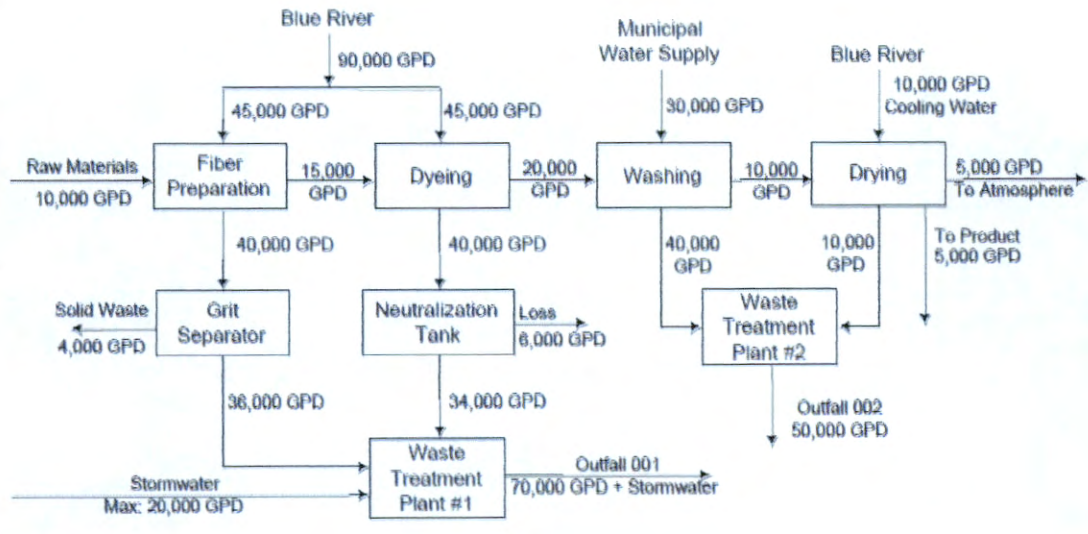 Blue River
90,000 GPD
45,000 GPD
45,000 GPD
Municipal
Water Supply
30,000 GPD
Blue River
10,000 GPD
Cooling Water
Raw Materials
10,000 GPD
Fiber
Preparation
15,000
GPD
Dyeing
20,000
GPD
Washing
10,000
GPD
Drying
5,000 GPD
To Atmosphere
40,000 GPD
40,000 GPD
40,000
GPD
10,000
GPD
To Product
5,000 GPD
Solid Waste
4,000 GPD
Grit
Separator
Neutralization
Tank
Loss
6,000 GPD
Waste
Treatment
Plant #2
36,000 GPD
34,000 GPD
Outfall 002
50,000 GPD
Stormwater
Max: 20,000 GPD
Waste
Treatment
Plant #1
Outfall 001
70,000 GPD + Stormwater